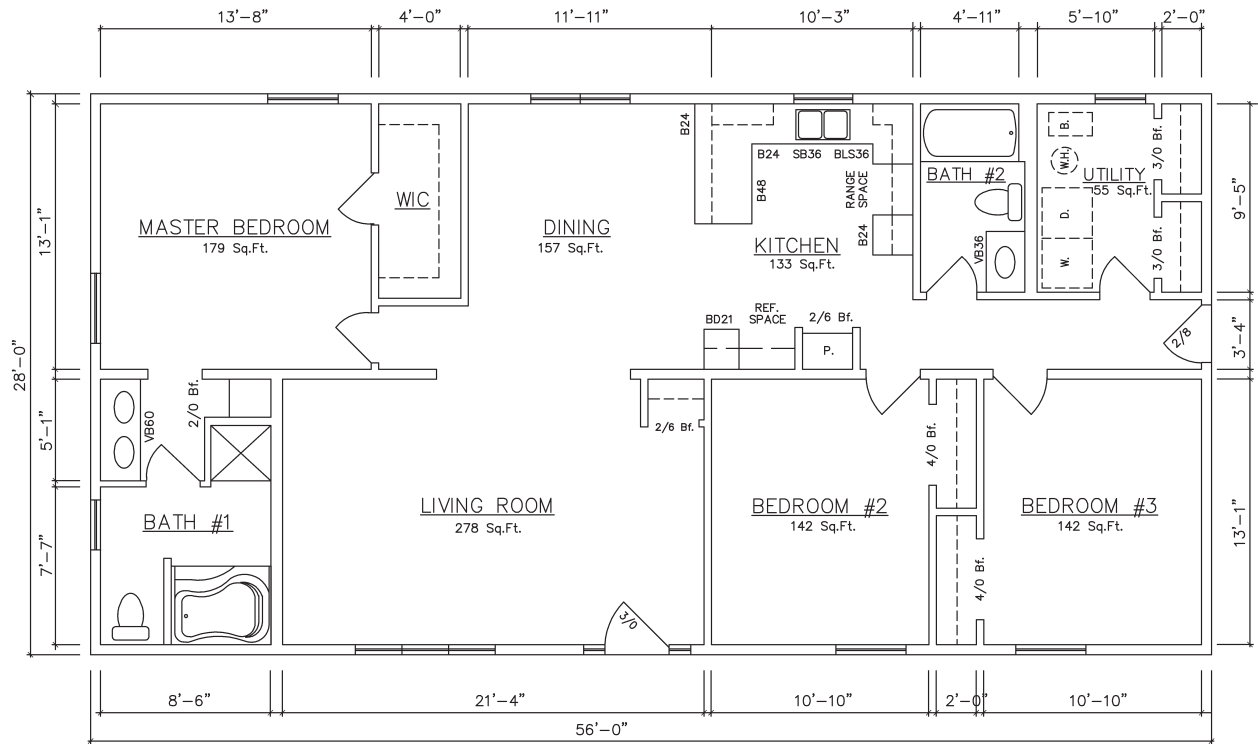 13'-8"
4'-0"
11'-11"
10'-3"
4'-11"
5'-10"
2'-0"
28'-0"
13'-1"
5'-1"
7'-7"
MASTER BEDROOM
179 Sq.Ft.
WIC
DINING
157 Sq.Ft.
B24
B24
SB36
BLS36
B48
RANGE
SPACE
B24
KITCHEN
133 Sq.Ft.
BD21
REF.
SPACE
2/6 Bf.
P.
BATH #2
VB36
B.
W.H.
D.
W.
UTILITY
55 Sq.Ft.
3/0 Bf.
3/0 Bf.
2/8
9'-5"
3'-4"
13'-1"
VB60
2/0 Bf.
BATH #1
LIVING ROOM
278 Sq.Ft.
2/6 Bf.
3/0
BEDROOM #2
142 Sq.Ft.
4/0 Bf.
4/0 Bf.
BEDROOM #3
142 Sq.Ft.
8'-6"
21'-4"
10'-10"
2'-0"
10'-10"
56'-0"